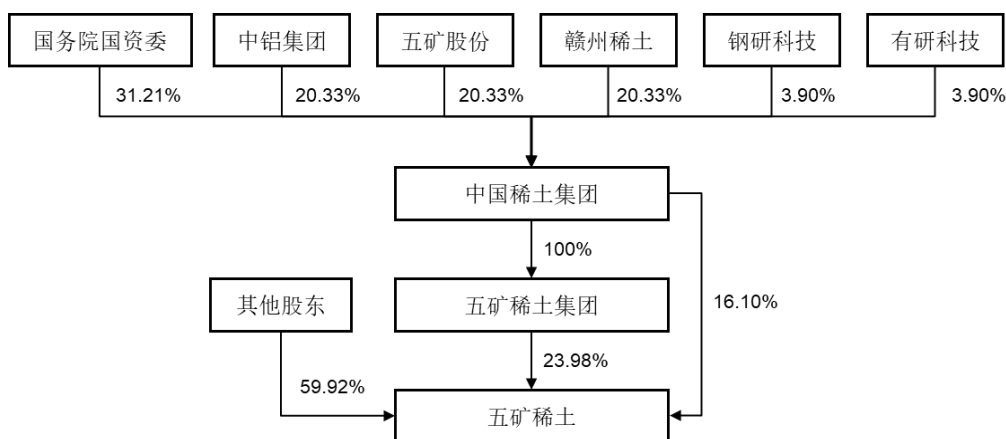 国务院国资委
中铝集团
五矿股份
赣州稀土
钢研科技
有研科技
31.21%
20.33%
20.33%
20.33%
3.90%
3.90%
中国稀土集团
100%
16.10%
其他股东
五矿稀土集团
23.98%
59.92%
五矿稀土